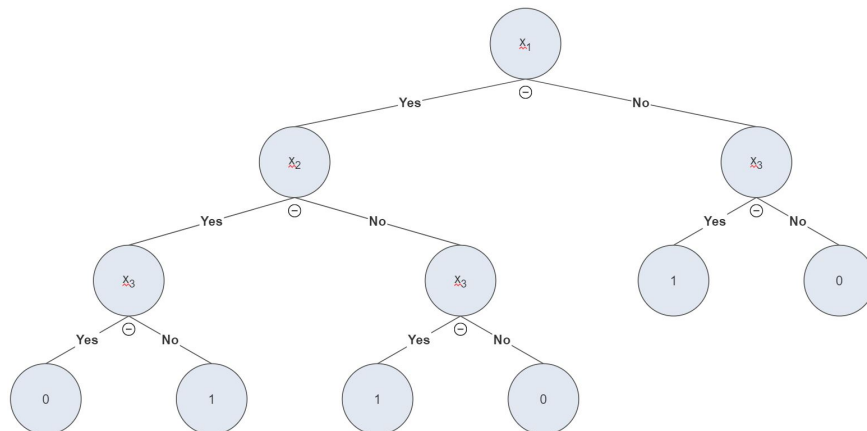 x₁
Yes
No
x₂
x₃
Yes
No
Yes
No
x₃
x₃
1
0
Yes
No
Yes
No
0
1
1
0